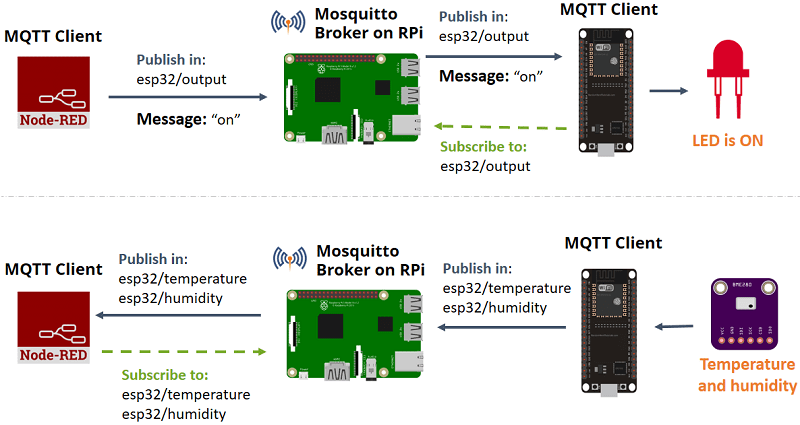 MQTT Client
Node-RED
Publish in:
esp32/output
Message: “on”
Mosquitto
Broker on RPi
Publish in:
esp32/output
Message: “on”
Subscribe to:
esp32/output
MQTT Client
WiFi
LED is ON
MQTT Client
Node-RED
Publish in:
esp32/temperature
esp32/humidity
Subscribe to:
esp32/temperature
esp32/humidity
Mosquitto
Broker on RPi
Publish in:
esp32/temperature
esp32/humidity
MQTT Client
WiFi
BME280
Temperature
and humidity